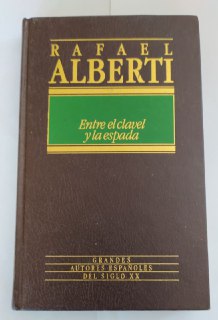 RAFAEL
ALBERTI
Entre el clavel
y la espada
GRANDES
AUTORES ESPAÑOLES
DEL SIGLO XX